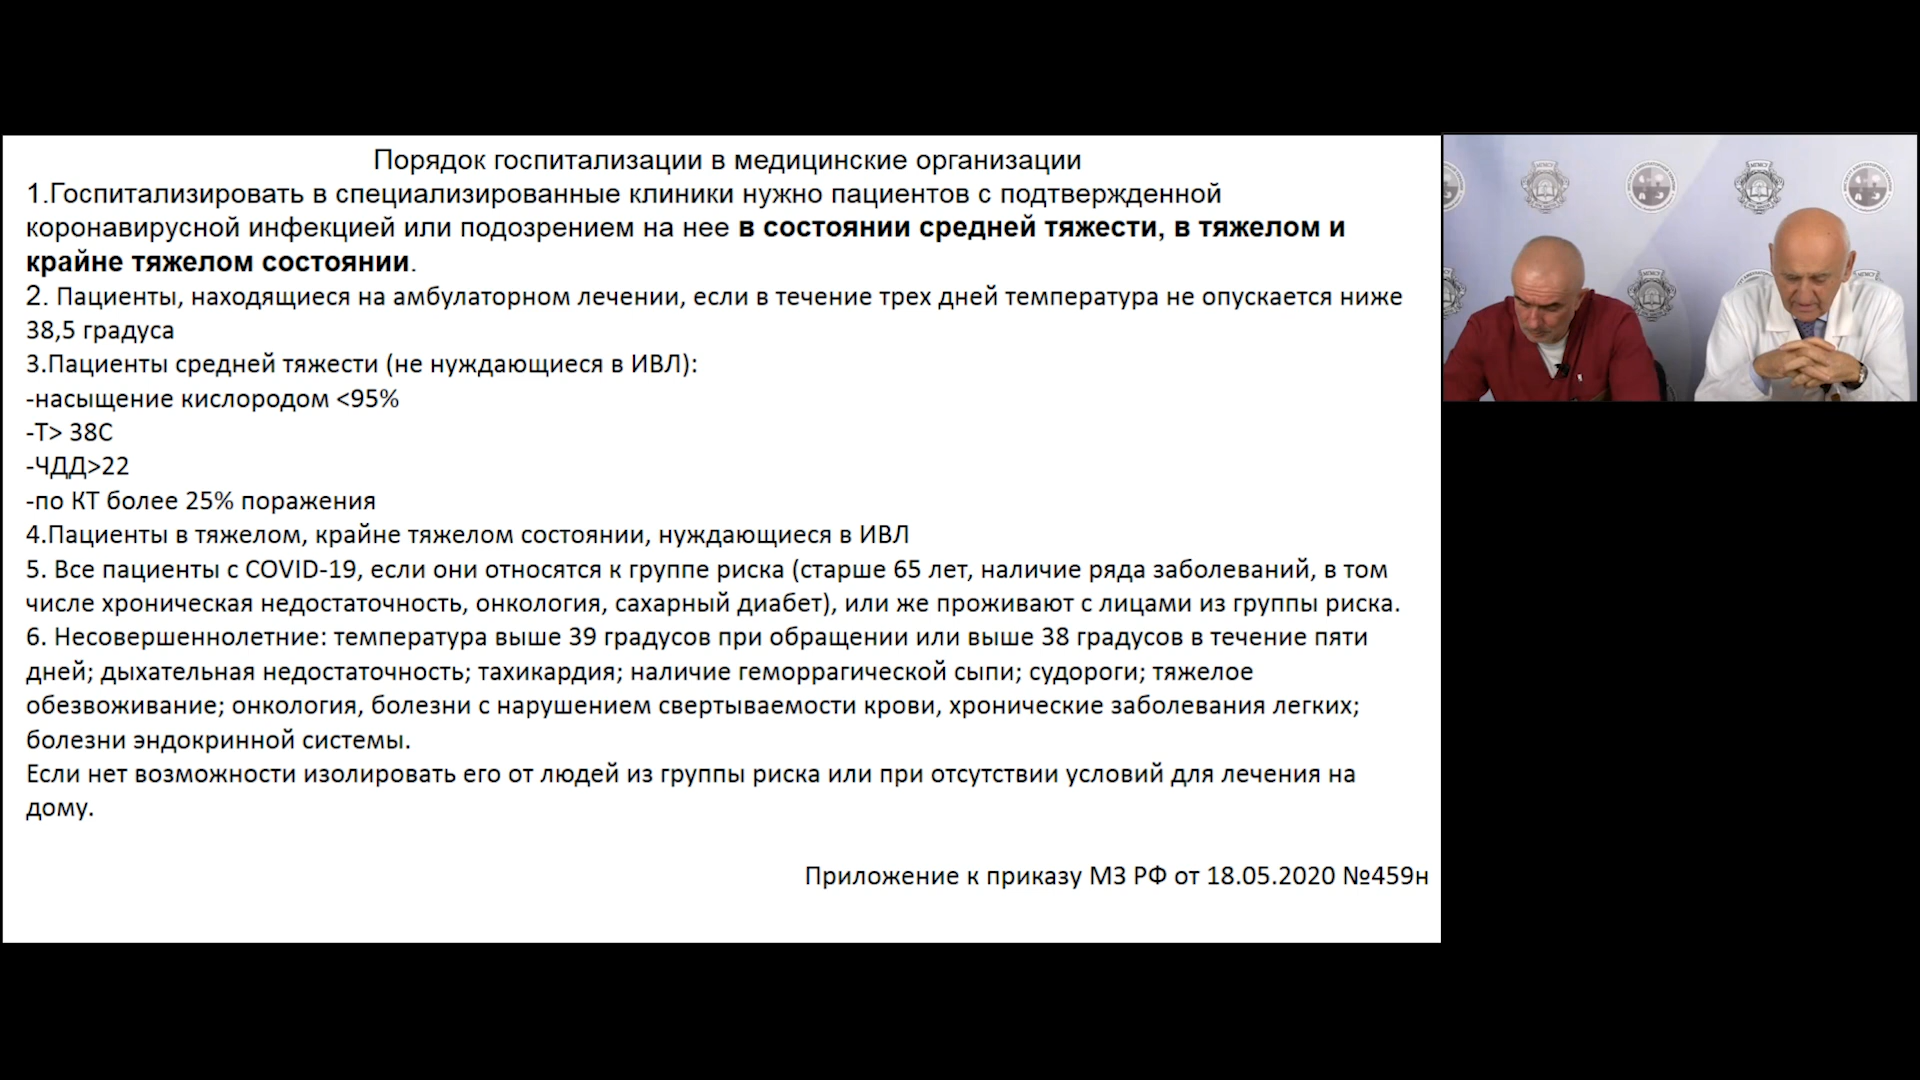 Порядок госпитализации в медицинские организации
1.Госпитализировать в специализированные клиники нужно пациентов с подтвержденной
коронавирусной инфекцией или подозрением на нее в состоянии средней тяжести, в тяжелом и
крайне тяжелом состоянии.
2. Пациенты, находящиеся на амбулаторном лечении, если в течение трех дней температура не опускается ниже
38,5 градуса
3.Пациенты средней тяжести (не нуждающиеся в ИВЛ):
-насыщение кислородом <95%
-T> 38C
-ЧДД>22
-по КТ более 25% поражения
4.Пациенты в тяжелом, крайне тяжелом состоянии, нуждающиеся в ИВЛ
5. Все пациенты с COVID-19, если они относятся к группе риска (старше 65 лет, наличие ряда заболеваний, в том
числе хроническая недостаточность, онкология, сахарный диабет), или же проживают с лицами из группы риска.
6. Несовершеннолетние: температура выше 39 градусов при обращении или выше 38 градусов в течение пяти
дней; дыхательная недостаточность; тахикардия; наличие геморрагической сыпи; судороги; тяжелое
обезвоживание; онкология, болезни с нарушением свертываемости крови, хронические заболевания легких;
болезни эндокринной системы.
Если нет возможности изолировать его от людей из группы риска или при отсутствии условий для лечения на
дому.
Приложение к приказу МЗ РФ от 18.05.2020 №459н